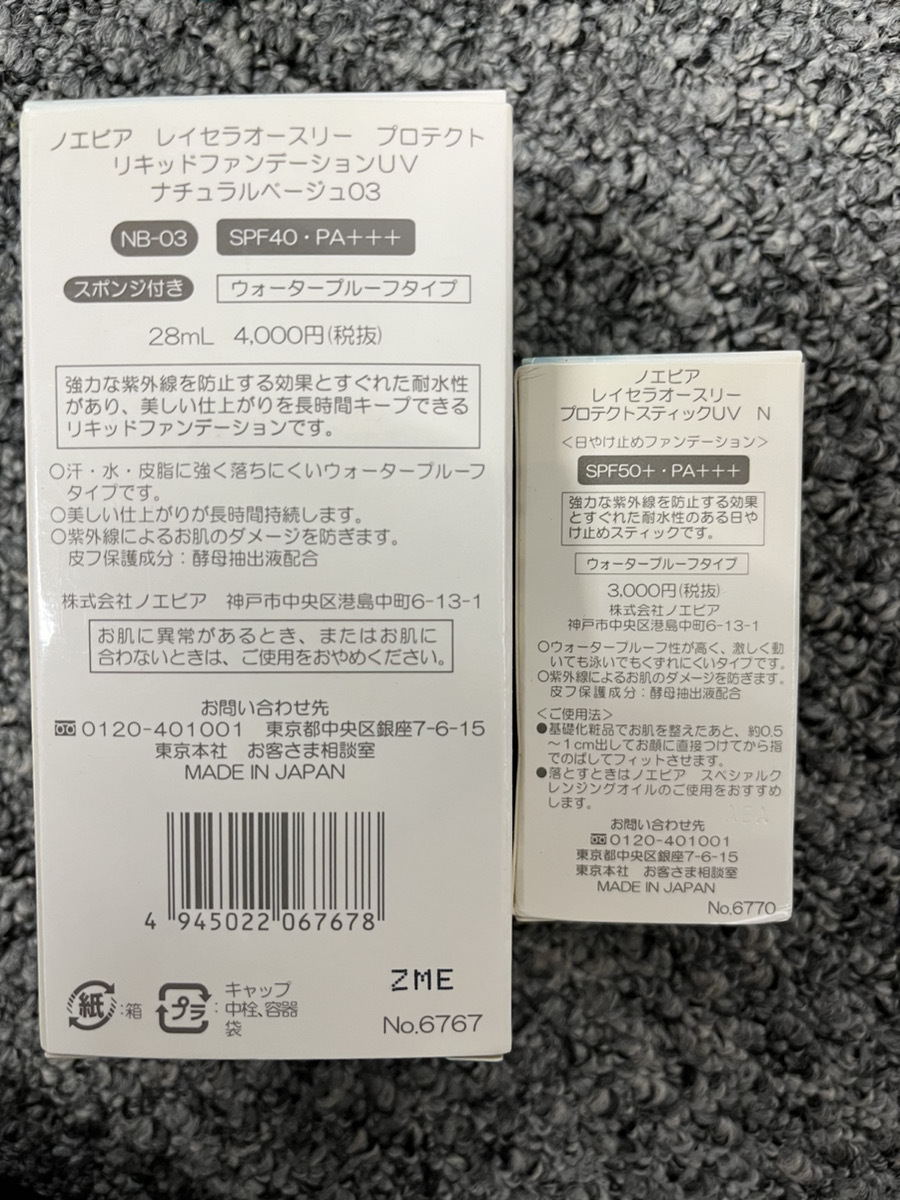 ノエビア　レイセラオースリー　プロテクト
リキッドファンデーションUV
ナチュラルベージュ03
NB-03
SPF40・PA+++
スポンジ付き
ウォータープルーフタイプ
28mL　4,000円(税抜)
強力な紫外線を防止する効果とすぐれた耐水性
があり、美しい仕上がりを長時間キープできる
リキッドファンデーションです。
○汗・水・皮脂に強く落ちにくいウォータープルーフ
タイプです。
○美しい仕上がりが長時間持続します。
○紫外線によるお肌のダメージを防ぎます。
皮フ保護成分：酵母抽出液配合
株式会社ノエビア　神戸市中央区港島中町6-13-1
お肌に異常があるとき、またはお肌に
合わないときは、ご使用をおやめください。
お問い合わせ先
0120-401001　東京都中央区銀座7-6-15
東京本社　お客さま相談室
MADE IN JAPAN
4 945022 067678
紙：箱
プラ：キャップ
中栓、容器
袋
ZME
No.6767
ノエビア
レイセラオースリー
プロテクトスティックUV　N
＜日やけ止めファンデーション＞
SPF50+・PA+++
強力な紫外線を防止する効果
とすぐれた耐水性のある日や
け止めスティックです。
ウォータープルーフタイプ
3,000円(税抜)
株式会社ノエビア
神戸市中央区港島中町6-13-1
○ウォータープルーフ性が高く、激しく動
いても泳いでもくずれにくいタイプです。
○紫外線によるお肌のダメージを防ぎます。
皮フ保護成分：酵母抽出液配合
＜ご使用法＞
●基礎化粧品でお肌を整えたあと、約0.5
～1cm出してお顔に直接つけてから指
でのばしてフィットさせます。
●落とすときはノエビア　スペシャルク
レンジングオイルのご使用をおすすめ
します。
お問い合わせ先
0120-401001
東京都中央区銀座7-6-15
東京本社　お客さま相談室
MADE IN JAPAN
No.6770